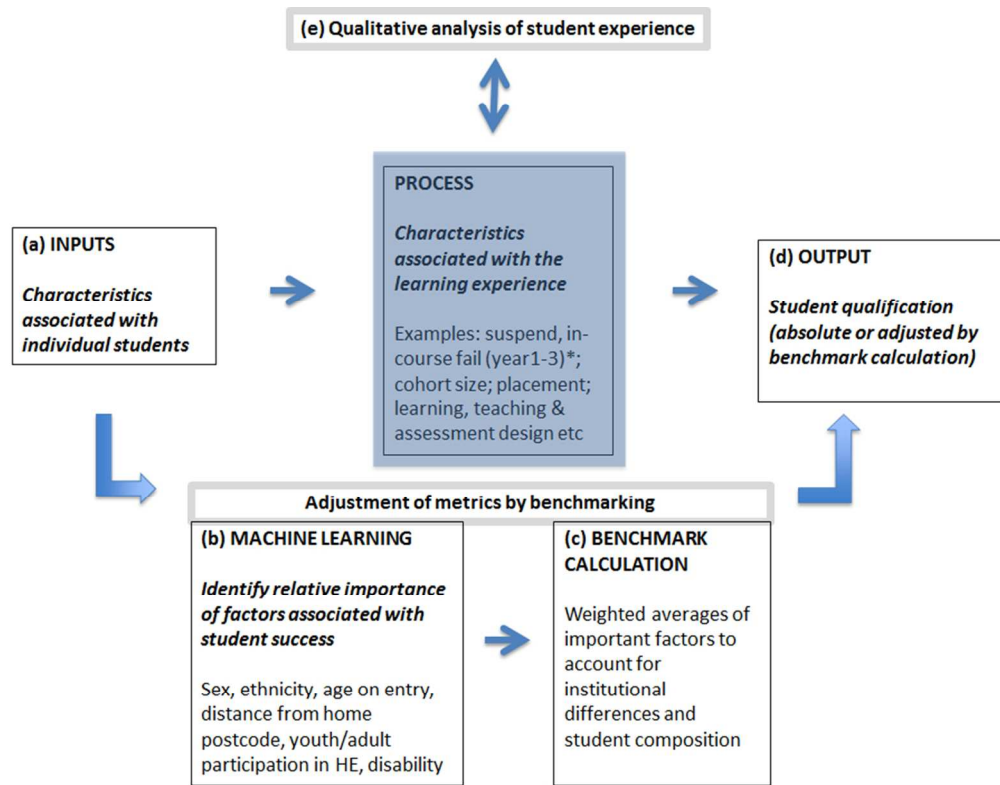 (e) Qualitative analysis of student experience
PROCESS
Characteristics
associated with the
learning experience
Examples: suspend, in-
course fail (year1-3)*;
cohort size; placement;
learning, teaching &
assessment design etc
(a) INPUTS
Characteristics
associated with
individual students
(d) OUTPUT
Student qualification
(absolute or adjusted by
benchmark calculation)
Adjustment of metrics by benchmarking
(b) MACHINE LEARNING
Identify relative importance
of factors associated with
student success
Sex, ethnicity, age on entry,
distance from home
postcode, youth/adult
participation in HE, disability
(c) BENCHMARK
CALCULATION
Weighted averages of
important factors to
account for
institutional
differences and
student composition